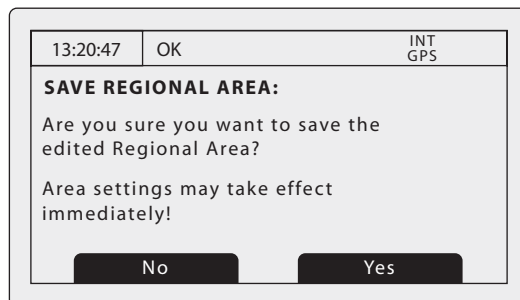 13:20:47 OK INT
GPS
SAVE REGIONAL AREA:
Are you sure you want to save the
edited Regional Area?
Area settings may take effect
immediately!
No Yes